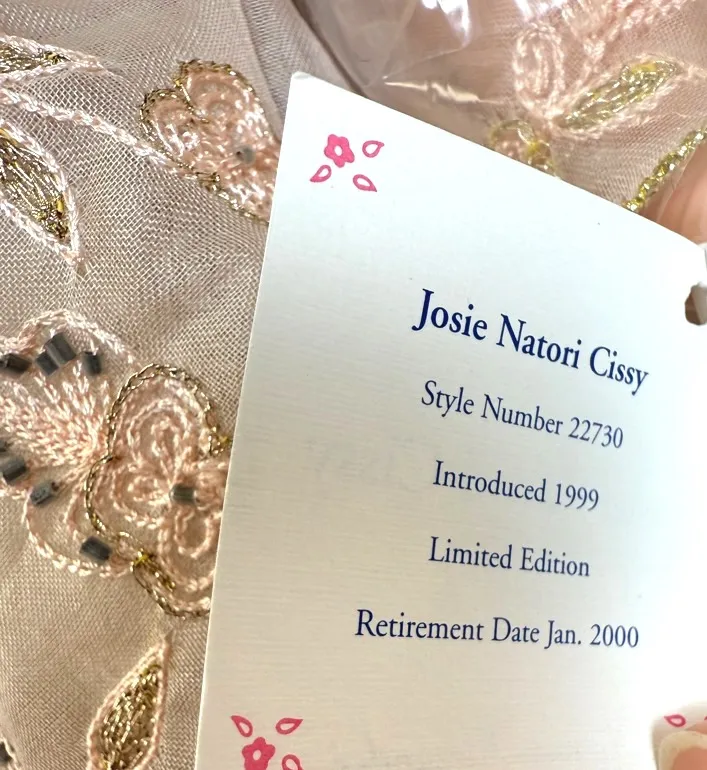 Josie Natori Cissy
Style Number 22730
Introduced 1999
Limited Edition
Retirement Date Jan. 2000